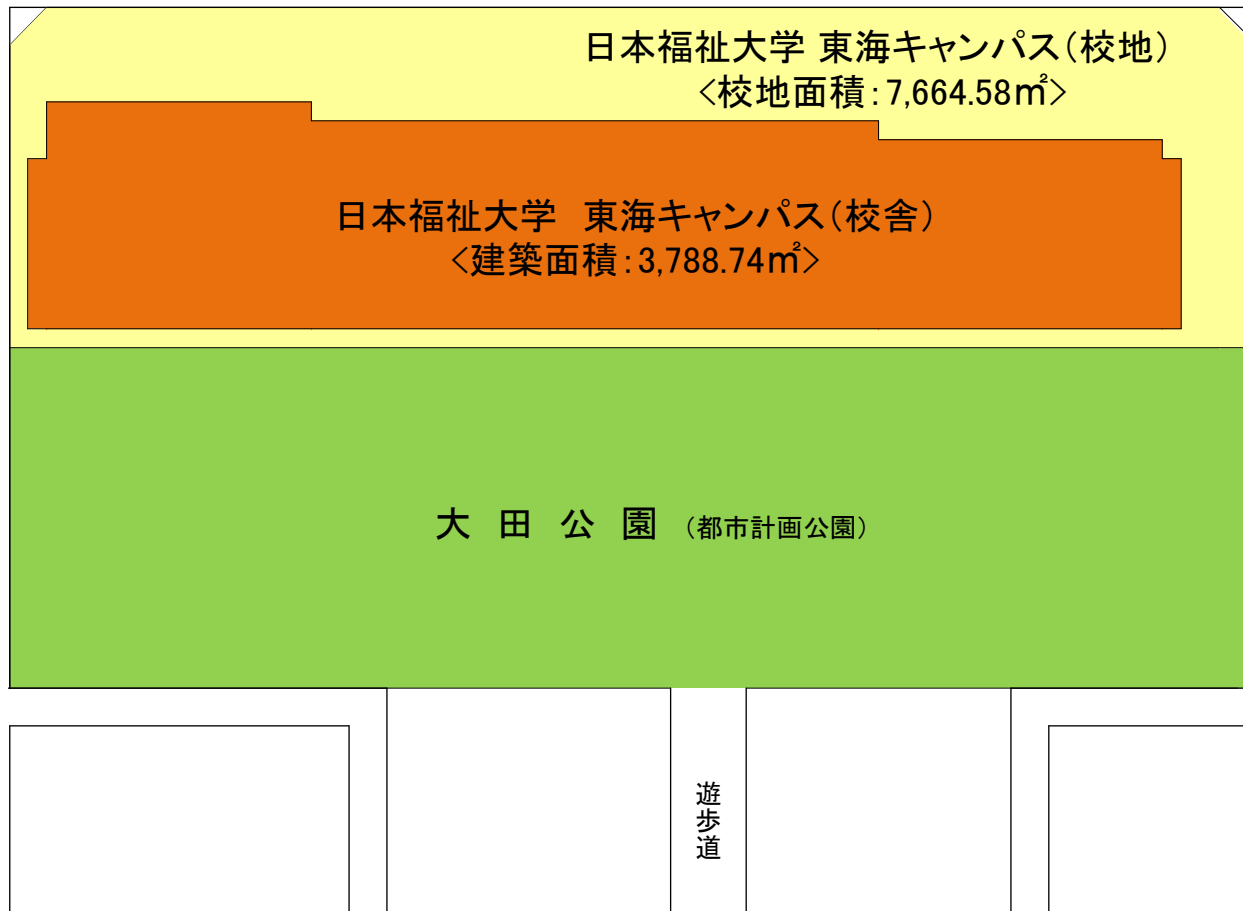 日本福祉大学 東海キャンパス(校地)
<校地面積:7,664.58㎡>
日本福祉大学 東海キャンパス(校舎)
<建築面積:3,788.74㎡>
大 田 公 園 (都市計画公園)
遊歩道